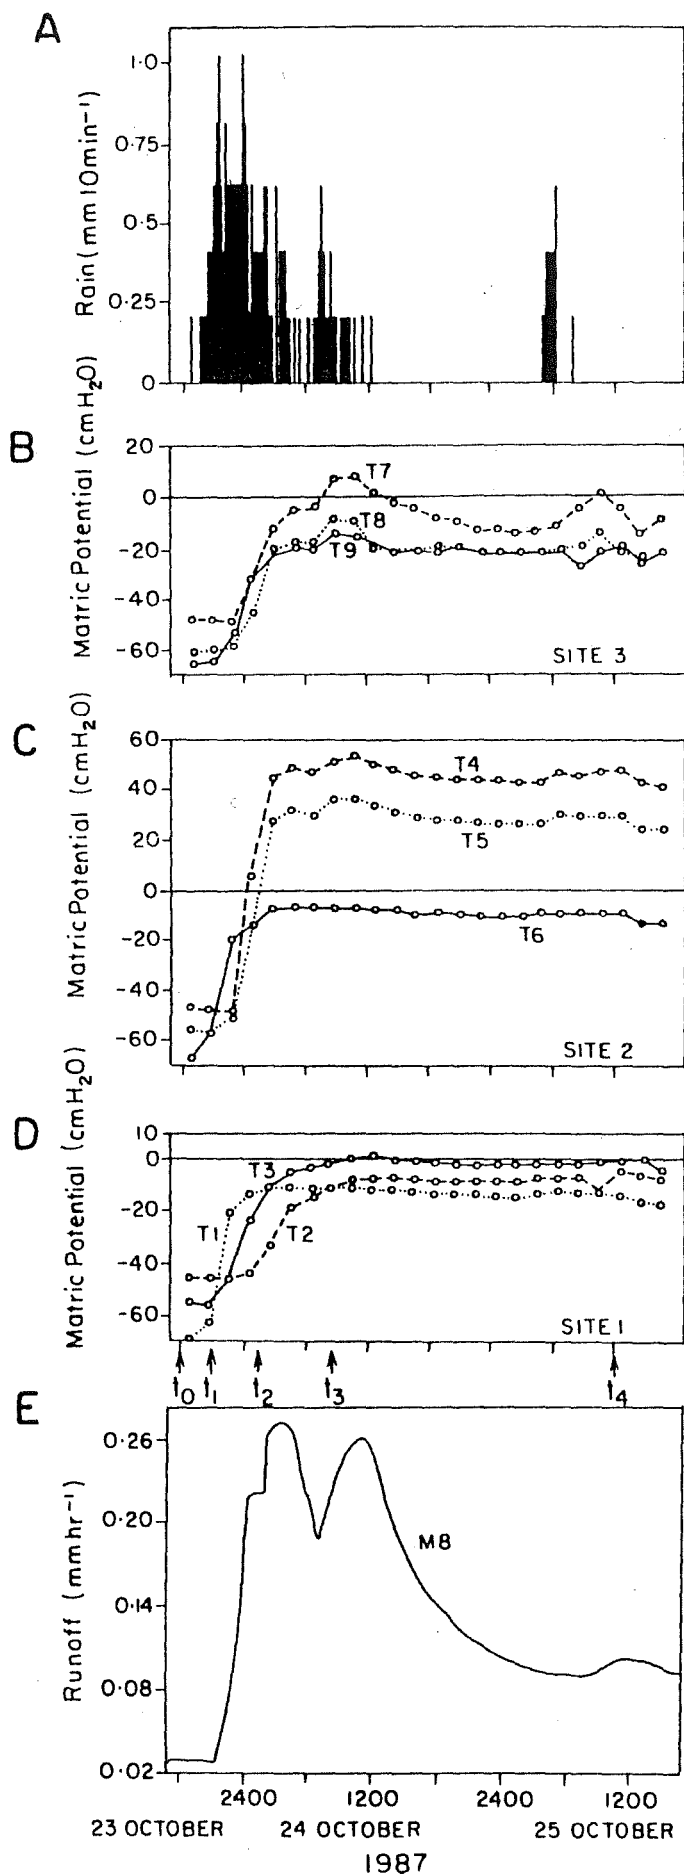 A
Rain (mm 10min⁻¹)
1.0
0.75
0.5
0.25
0
B
Matric Potential (cmH₂O)
20
0
-20
-40
-60
T7
T8
T9
SITE 3
C
Matric Potential (cmH₂O)
60
40
20
0
-20
-40
-60
T4
T5
T6
SITE 2
D
Matric Potential (cmH₂O)
10
0
-20
-40
-60
T3
T1
T2
SITE 1
t₀ t₁ t₂ t₃ t₄
E
Runoff (mmhr⁻¹)
0.26
0.20
0.14
0.08
0.02
M8
2400 1200 2400 1200
23 OCTOBER 24 OCTOBER 25 OCTOBER
1987